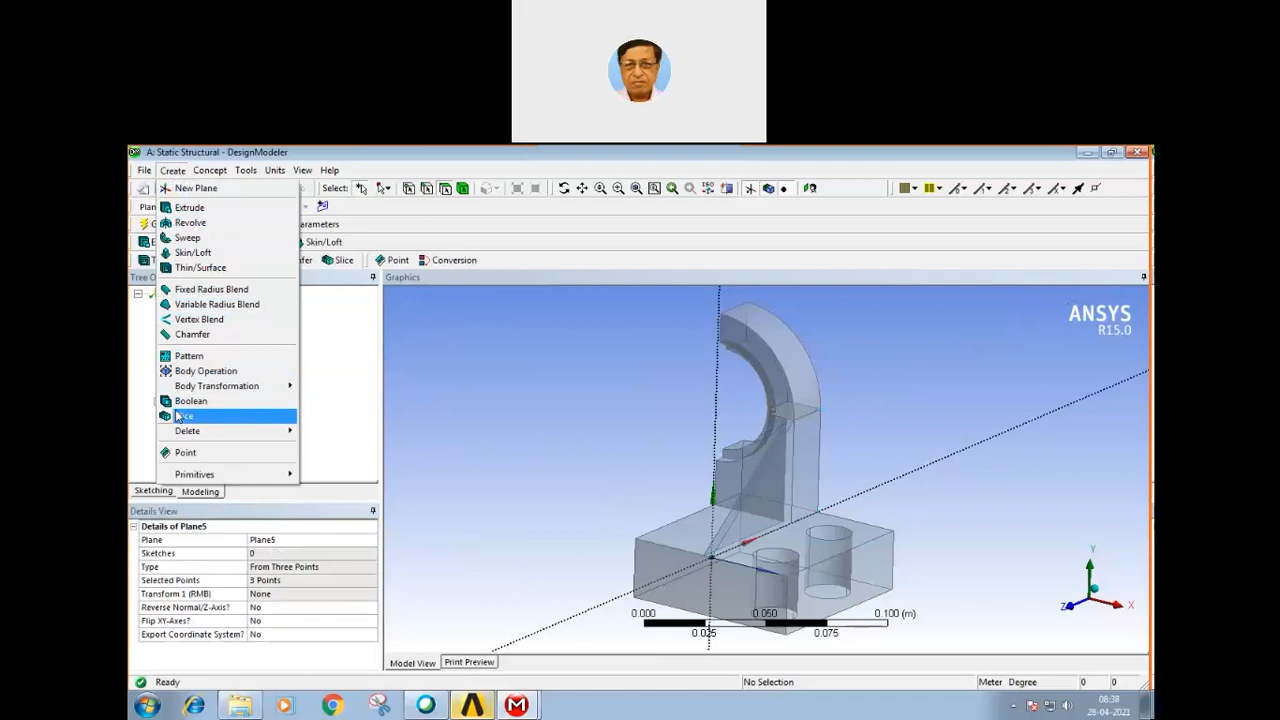 A: Static Structural - DesignModeler
File Create Concept Tools Units View Help
New Plane
Select:
Extrude
Revolve
Sweep
Skin/Loft
Thin/Surface
Fixed Radius Blend
Variable Radius Blend
Vertex Blend
Chamfer
Pattern
Body Operation
Body Transformation
Boolean
Delete
Point
Primitives
Skin/Loft
Slice Point Conversion
Graphics
ANSYS
R15.0
Sketching Modeling
Details View
Details of Plane5
Plane Plane5
Sketches 0
Type From Three Points
Selected Points 3 Points
Transform 1 (RMB) None
Reverse Normal/Z-Axis? No
Flip XY-Axes? No
Export Coordinate System? No
0.000 0.050 0.100 (m)
0.025 0.075
Y
Z X
Model View Print Preview
Ready No Selection Meter Degree 0 0
08:38
28-04-2021